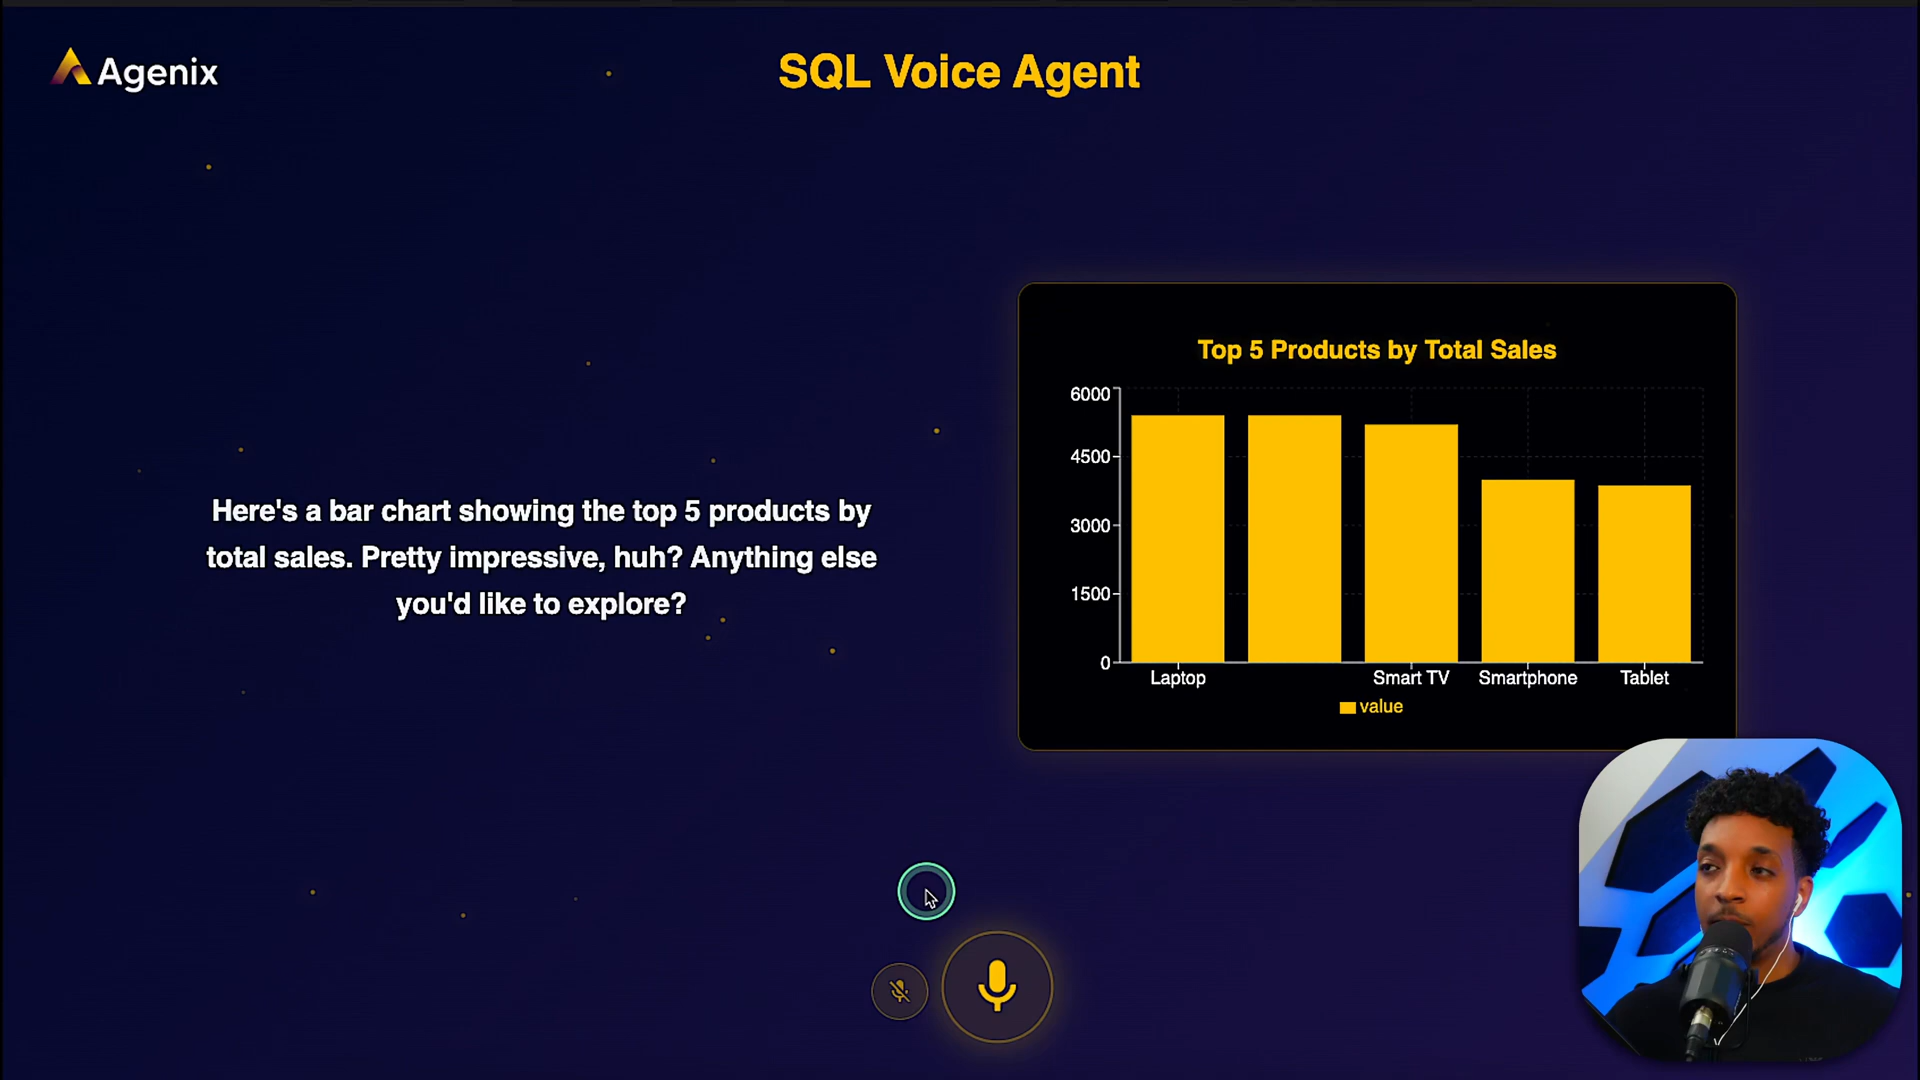 Agenix
SQL Voice Agent
Here's a bar chart showing the top 5 products by
total sales. Pretty impressive, huh? Anything else
you'd like to explore?
Top 5 Products by Total Sales
6000
4500
3000
1500
0
Laptop
Smart TV
Smartphone
Tablet
value